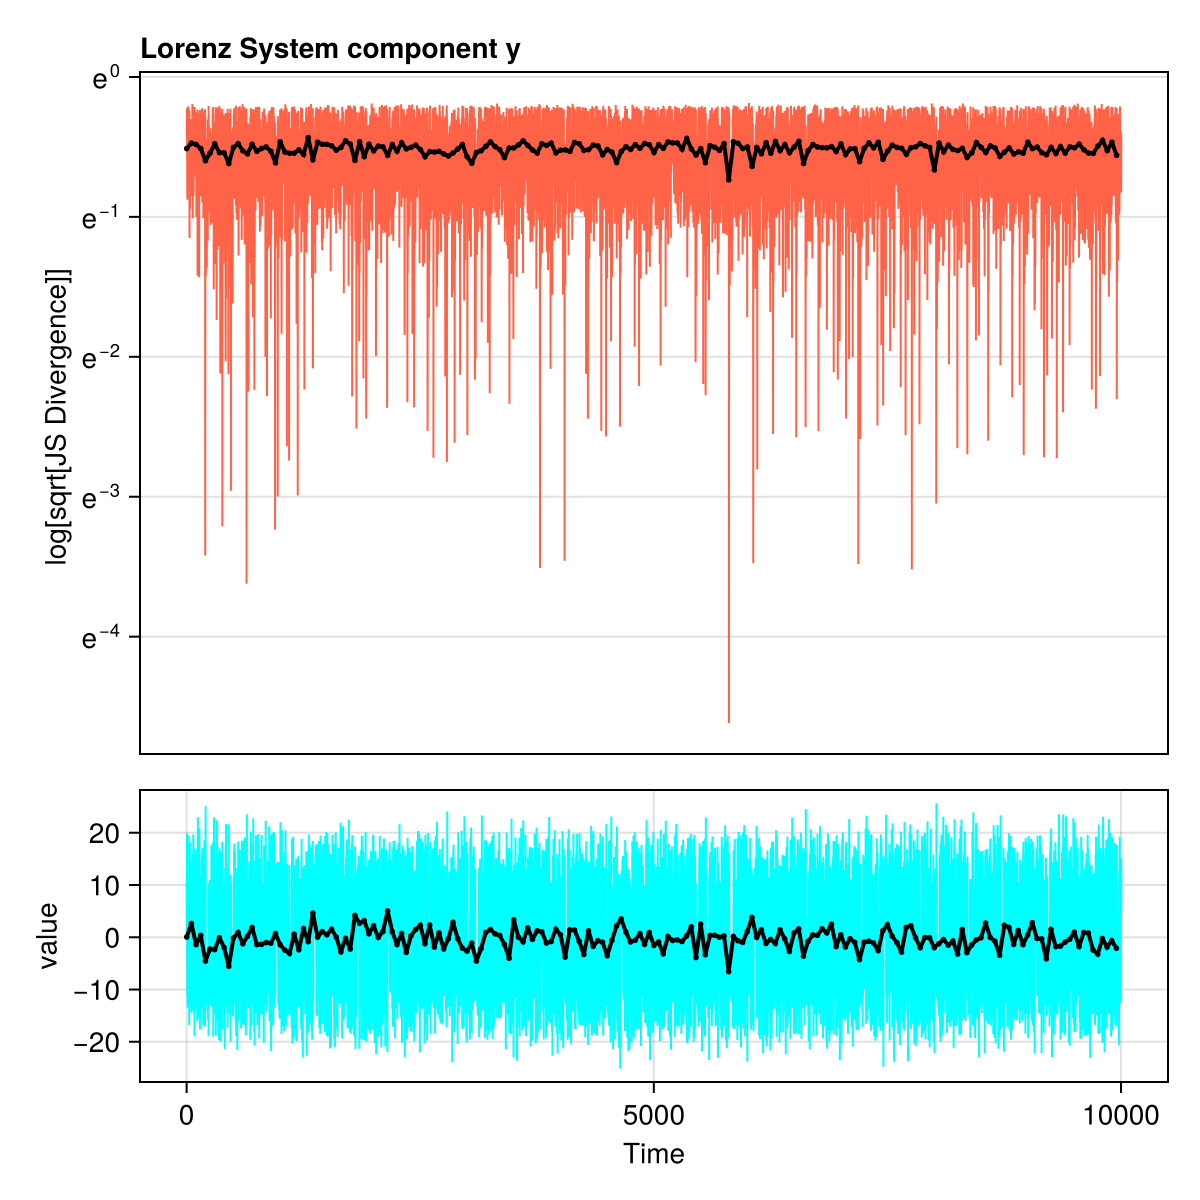 Lorenz System component y
log[sqrt[JS Divergence]]
e⁰
e⁻¹
e⁻²
e⁻³
e⁻⁴
value
20
10
0
−10
−20
0
5000
10000
Time